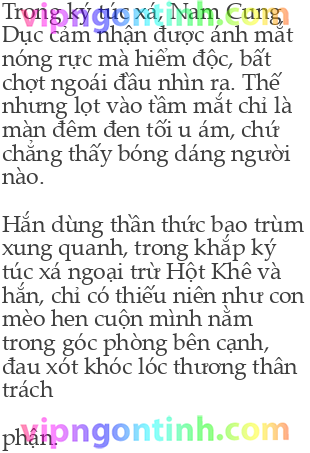 Trong ký túc xá, Nam Cung
Dục cảm nhận được ánh mắt
nóng rực mà hiểm độc, bất
chợt ngoái đầu nhìn ra. Thế
nhưng lọt vào tầm mắt chỉ là
màn đêm đen tối u ám, chứ
chẳng thấy bóng dáng người
nào.
Hắn dùng thần thức bao trùm
xung quanh, trong khắp ký
túc xá ngoại trừ Hột Khê và
hắn, chỉ có thiếu niên như con
mèo hen cuộn mình nằm
trong góc phòng bên cạnh,
đau xót khóc lóc thương thân
trách
phận.
vipngontinh.com
vipngontinh.com